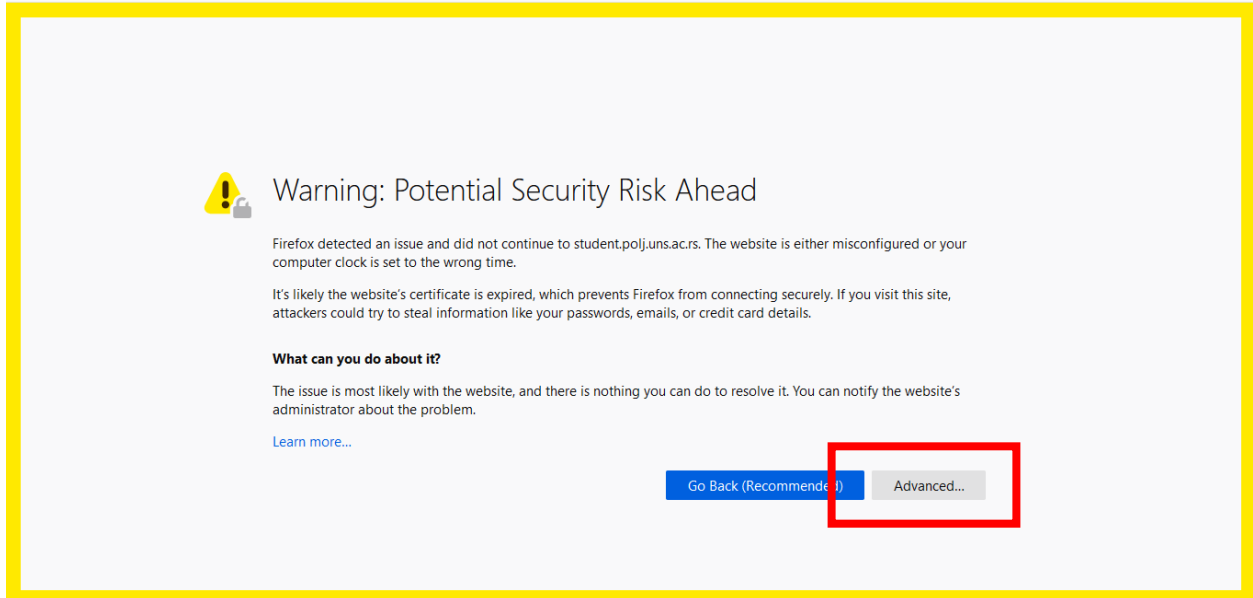 Warning: Potential Security Risk Ahead
Firefox detected an issue and did not continue to student.polj.uns.ac.rs. The website is either misconfigured or your
computer clock is set to the wrong time.
It's likely the website's certificate is expired, which prevents Firefox from connecting securely. If you visit this site,
attackers could try to steal information like your passwords, emails, or credit card details.
What can you do about it?
The issue is most likely with the website, and there is nothing you can do to resolve it. You can notify the website's
administrator about the problem.
Learn more...
Go Back (Recommended) Advanced...